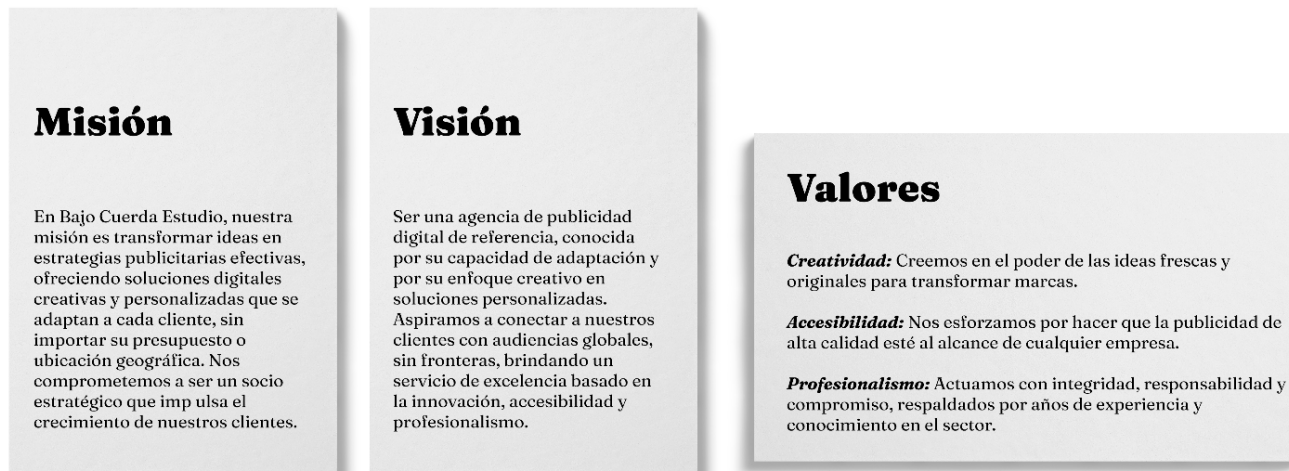 Misión
En Bajo Cuerda Estudio, nuestra
misión es transformar ideas en
estrategias publicitarias efectivas,
ofreciendo soluciones digitales
creativas y personalizadas que se
adaptan a cada cliente, sin
importar su presupuesto o
ubicación geográfica. Nos
comprometemos a ser un socio
estratégico que imp ulsa el
crecimiento de nuestros clientes.
Visión
Ser una agencia de publicidad
digital de referencia, conocida
por su capacidad de adaptación y
por su enfoque creativo en
soluciones personalizadas.
Aspiramos a conectar a nuestros
clientes con audiencias globales,
sin fronteras, brindando un
servicio de excelencia basado en
la innovación, accesibilidad y
profesionalismo.
Valores
Creatividad: Creemos en el poder de las ideas frescas y
originales para transformar marcas.
Accesibilidad: Nos esforzamos por hacer que la publicidad de
alta calidad esté al alcance de cualquier empresa.
Profesionalismo: Actuamos con integridad, responsabilidad y
compromiso, respaldados por años de experiencia y
conocimiento en el sector.